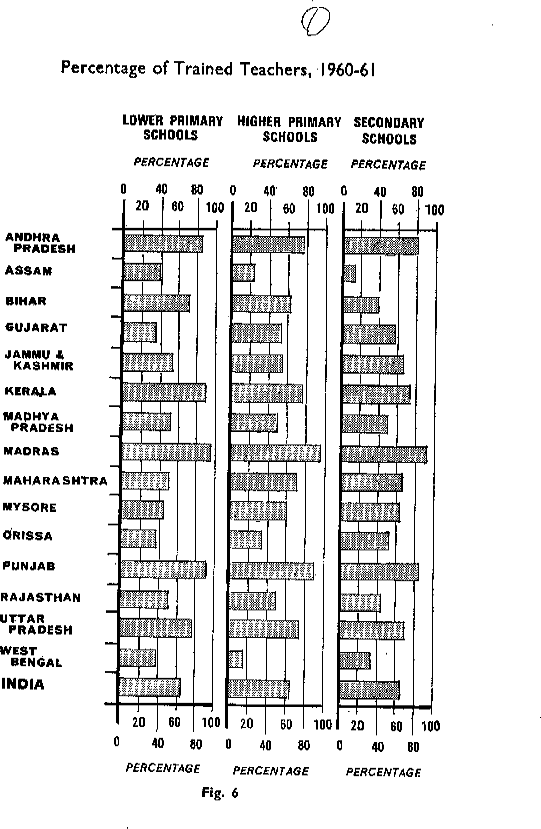 Percentage of Trained Teachers, 1960-61
LOWER PRIMARY SCHOOLS
HIGHER PRIMARY SCHOOLS
SECONDARY SCHOOLS
PERCENTAGE PERCENTAGE PERCENTAGE
0 40 80 0 40 80 0 40 80
20 60 100 20 60 100 20 60 100
ANDHRA
PRADESH
ASSAM
BIHAR
GUJARAT
JAMMU &
KASHMIR
KERALA
MADHYA
PRADESH
MADRAS
MAHARASHTRA
MYSORE
ORISSA
PUNJAB
RAJASTHAN
UTTAR
PRADESH
WEST
BENGAL
INDIA
20 60 100 20 60 100 20 60 100
0 40 80 0 40 80 0 40 80
PERCENTAGE PERCENTAGE PERCENTAGE
Fig. 6